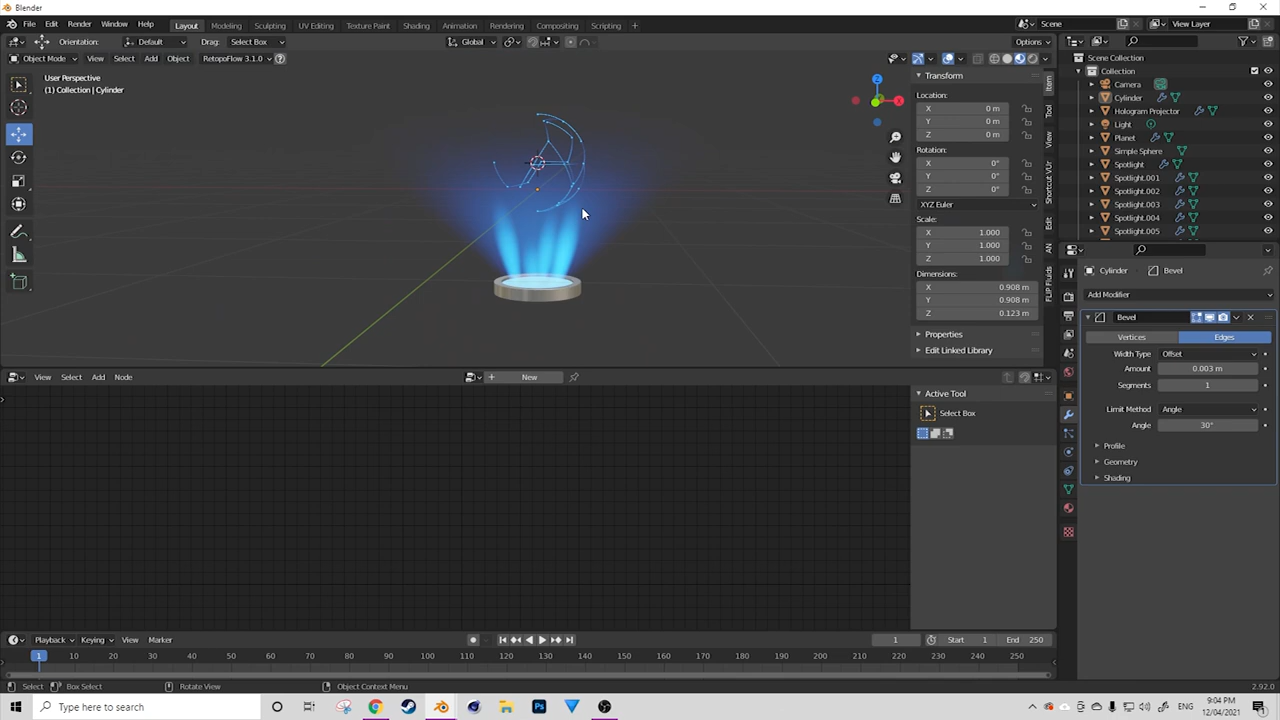 Blender
File Edit Render Window Help Layout Modeling Sculpting UV Editing Texture Paint Shading Animation Rendering Compositing Scripting + Scene View Layer
Orientation: Default Drag: Select Box Global Options
Object Mode View Select Add Object RetopoFlow 3.1.0
User Perspective
(1) Collection | Cylinder
Z
X
Transform
Location:
X 0 m
Y 0 m
Z 0 m
Rotation:
X 0°
Y 0°
Z 0°
XYZ Euler
Scale:
X 1.000
Y 1.000
Z 1.000
Dimensions:
X 0.908 m
Y 0.908 m
Z 0.123 m
Properties
Edit Linked Library
Item
Tool
View
Shortcut VUr
Edit
AN
FLIP Fluids
Scene Collection
Collection
Camera
Cylinder
Hologram Projector
Light
Planet
Simple Sphere
Spotlight
Spotlight.001
Spotlight.002
Spotlight.003
Spotlight.004
Spotlight.005
Cylinder Bevel
Add Modifier
Bevel
Vertices Edges
Width Type Offset
Amount 0.003 m
Segments 1
Limit Method Angle
Angle 30°
Profile
Geometry
Shading
View Select Add Node + New
Active Tool
Select Box
Playback Keying View Marker 1 Start 1 End 250
1 10 20 30 40 50 60 70 80 90 100 110 120 130 140 150 160 170 180 190 200 210 220 230 240 250
Select Box Select Rotate View Object Context Menu 2.92.0
Type here to search ENG 9:04 PM
12/04/2021